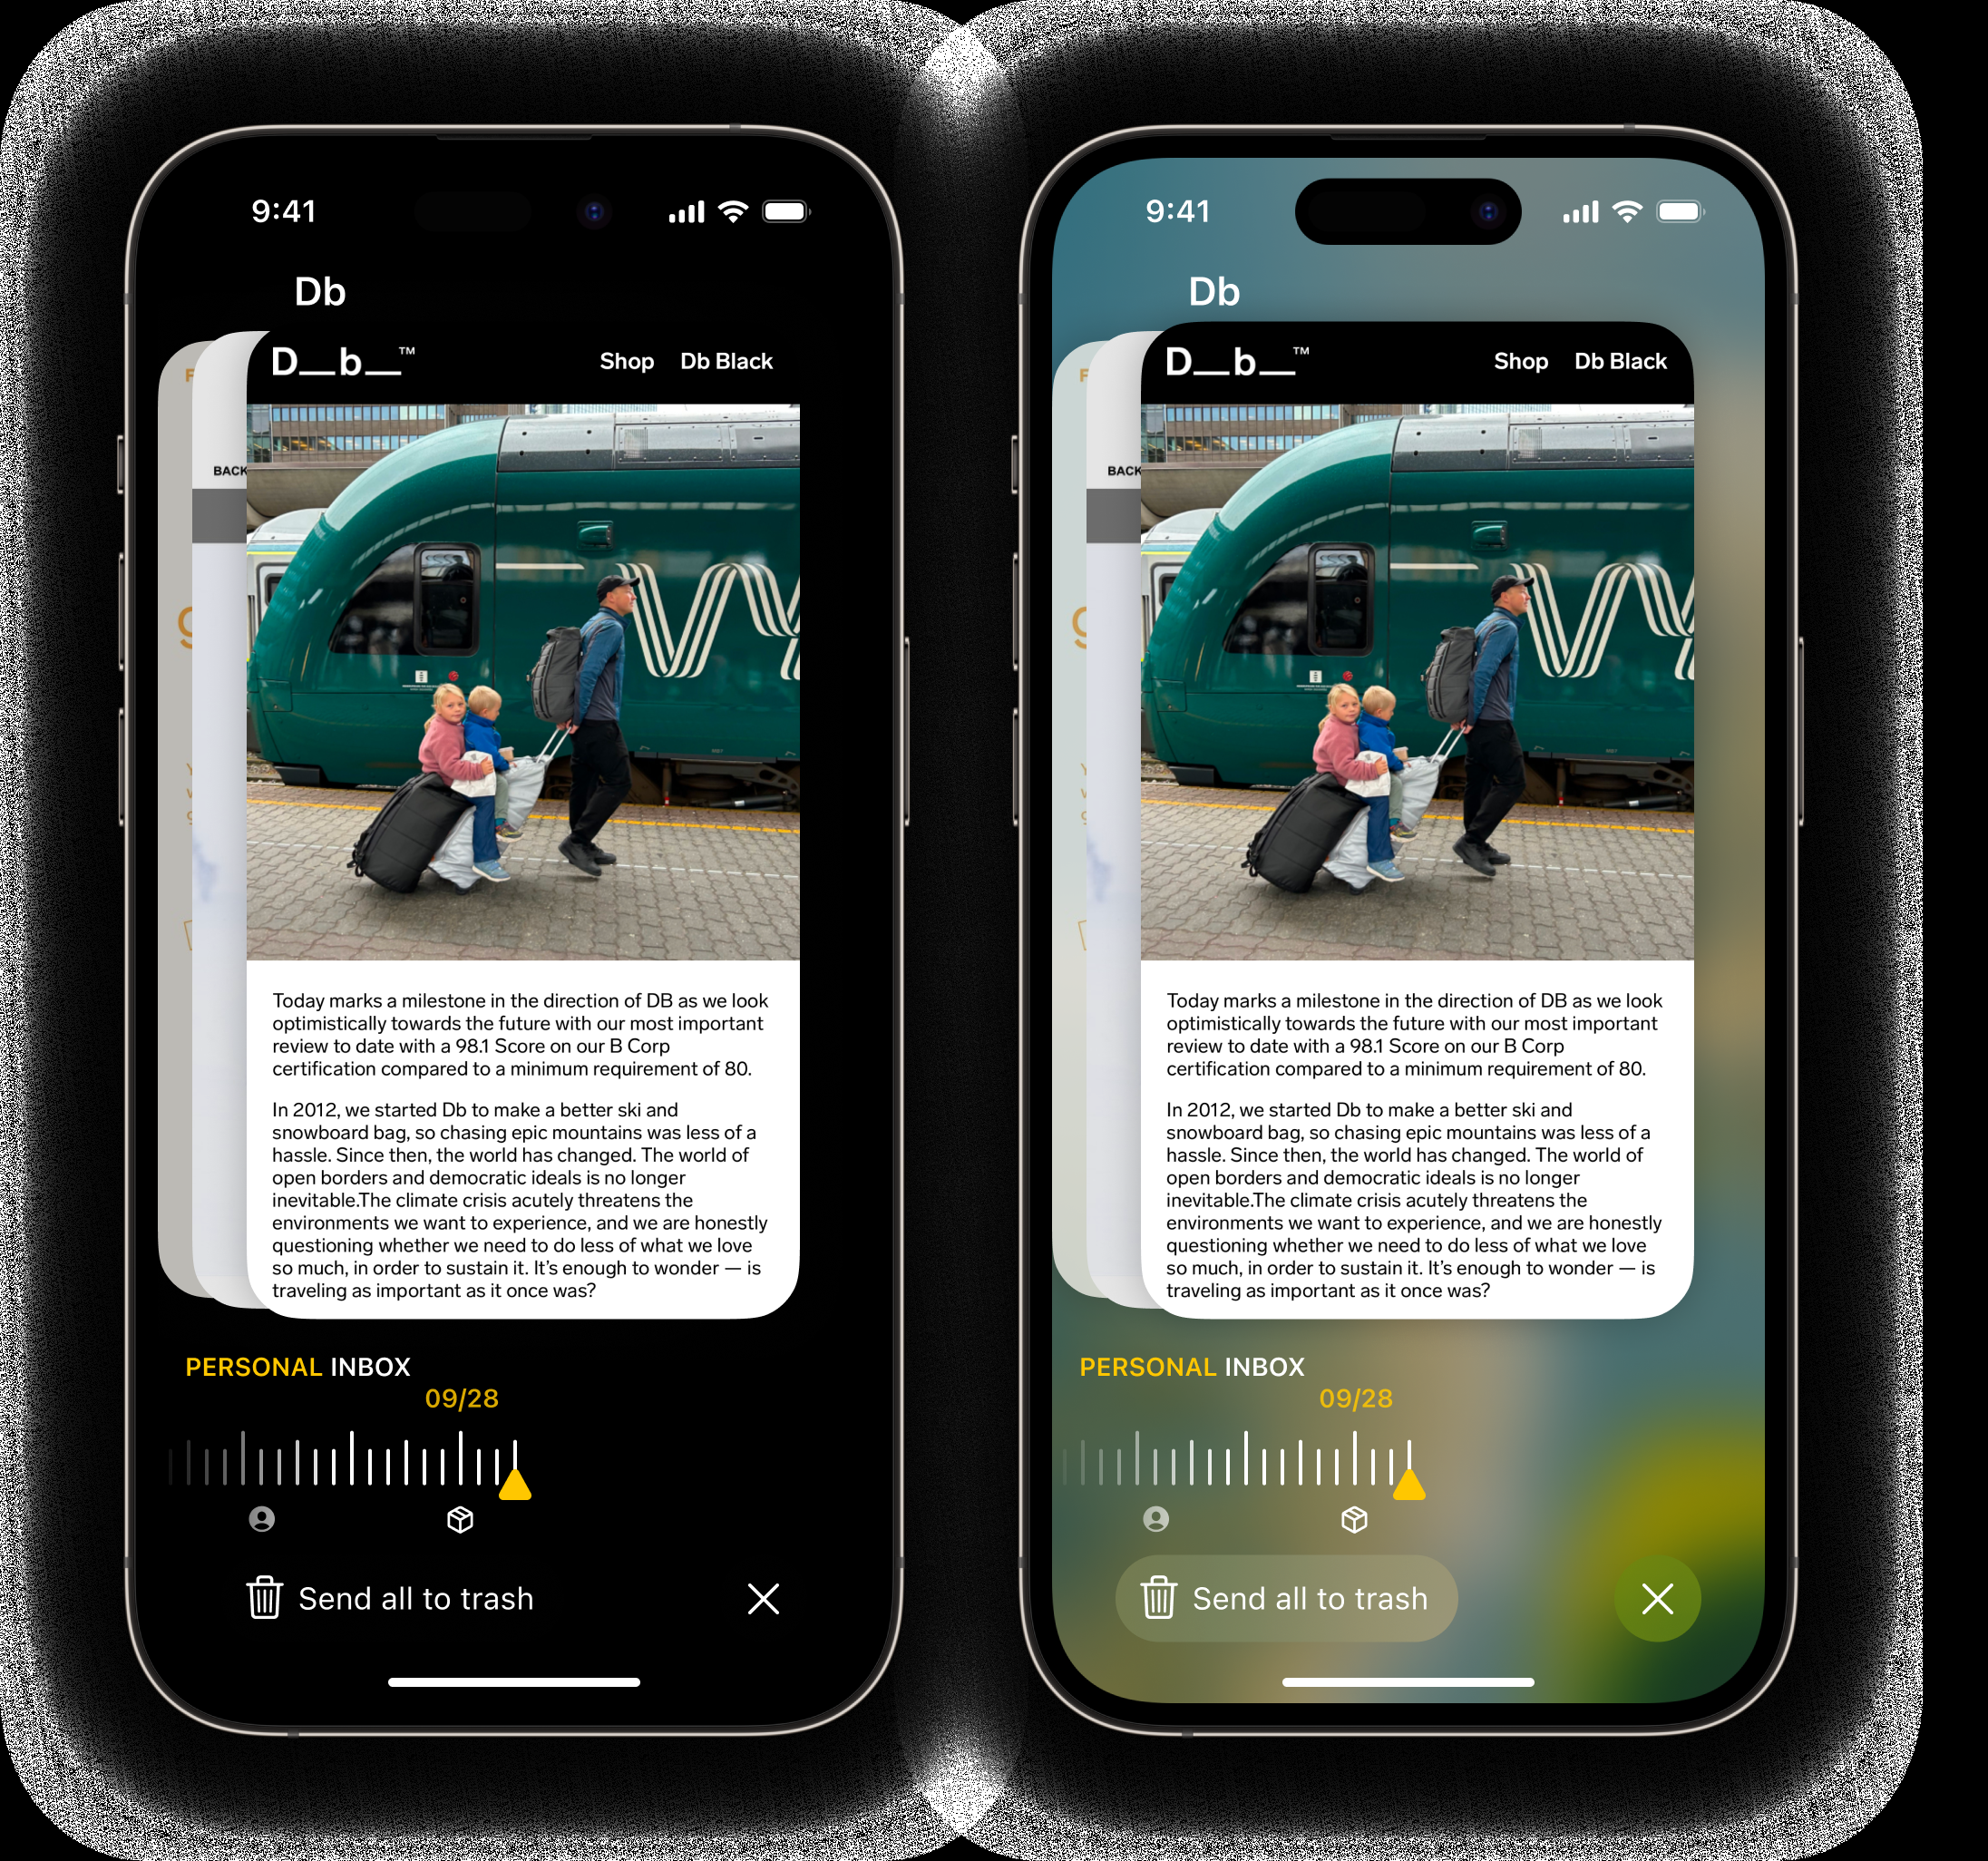 9:41
Db
D__b__™ Shop Db Black
BACK
Today marks a milestone in the direction of DB as we look
optimistically towards the future with our most important
review to date with a 98.1 Score on our B Corp
certification compared to a minimum requirement of 80.
In 2012, we started Db to make a better ski and
snowboard bag, so chasing epic mountains was less of a
hassle. Since then, the world has changed. The world of
open borders and democratic ideals is no longer
inevitable.The climate crisis acutely threatens the
environments we want to experience, and we are honestly
questioning whether we need to do less of what we love
so much, in order to sustain it. It’s enough to wonder — is
traveling as important as it once was?
PERSONAL INBOX
09/28
Send all to trash
9:41
Db
D__b__™ Shop Db Black
BACK
Today marks a milestone in the direction of DB as we look
optimistically towards the future with our most important
review to date with a 98.1 Score on our B Corp
certification compared to a minimum requirement of 80.
In 2012, we started Db to make a better ski and
snowboard bag, so chasing epic mountains was less of a
hassle. Since then, the world has changed. The world of
open borders and democratic ideals is no longer
inevitable.The climate crisis acutely threatens the
environments we want to experience, and we are honestly
questioning whether we need to do less of what we love
so much, in order to sustain it. It’s enough to wonder — is
traveling as important as it once was?
PERSONAL INBOX
09/28
Send all to trash